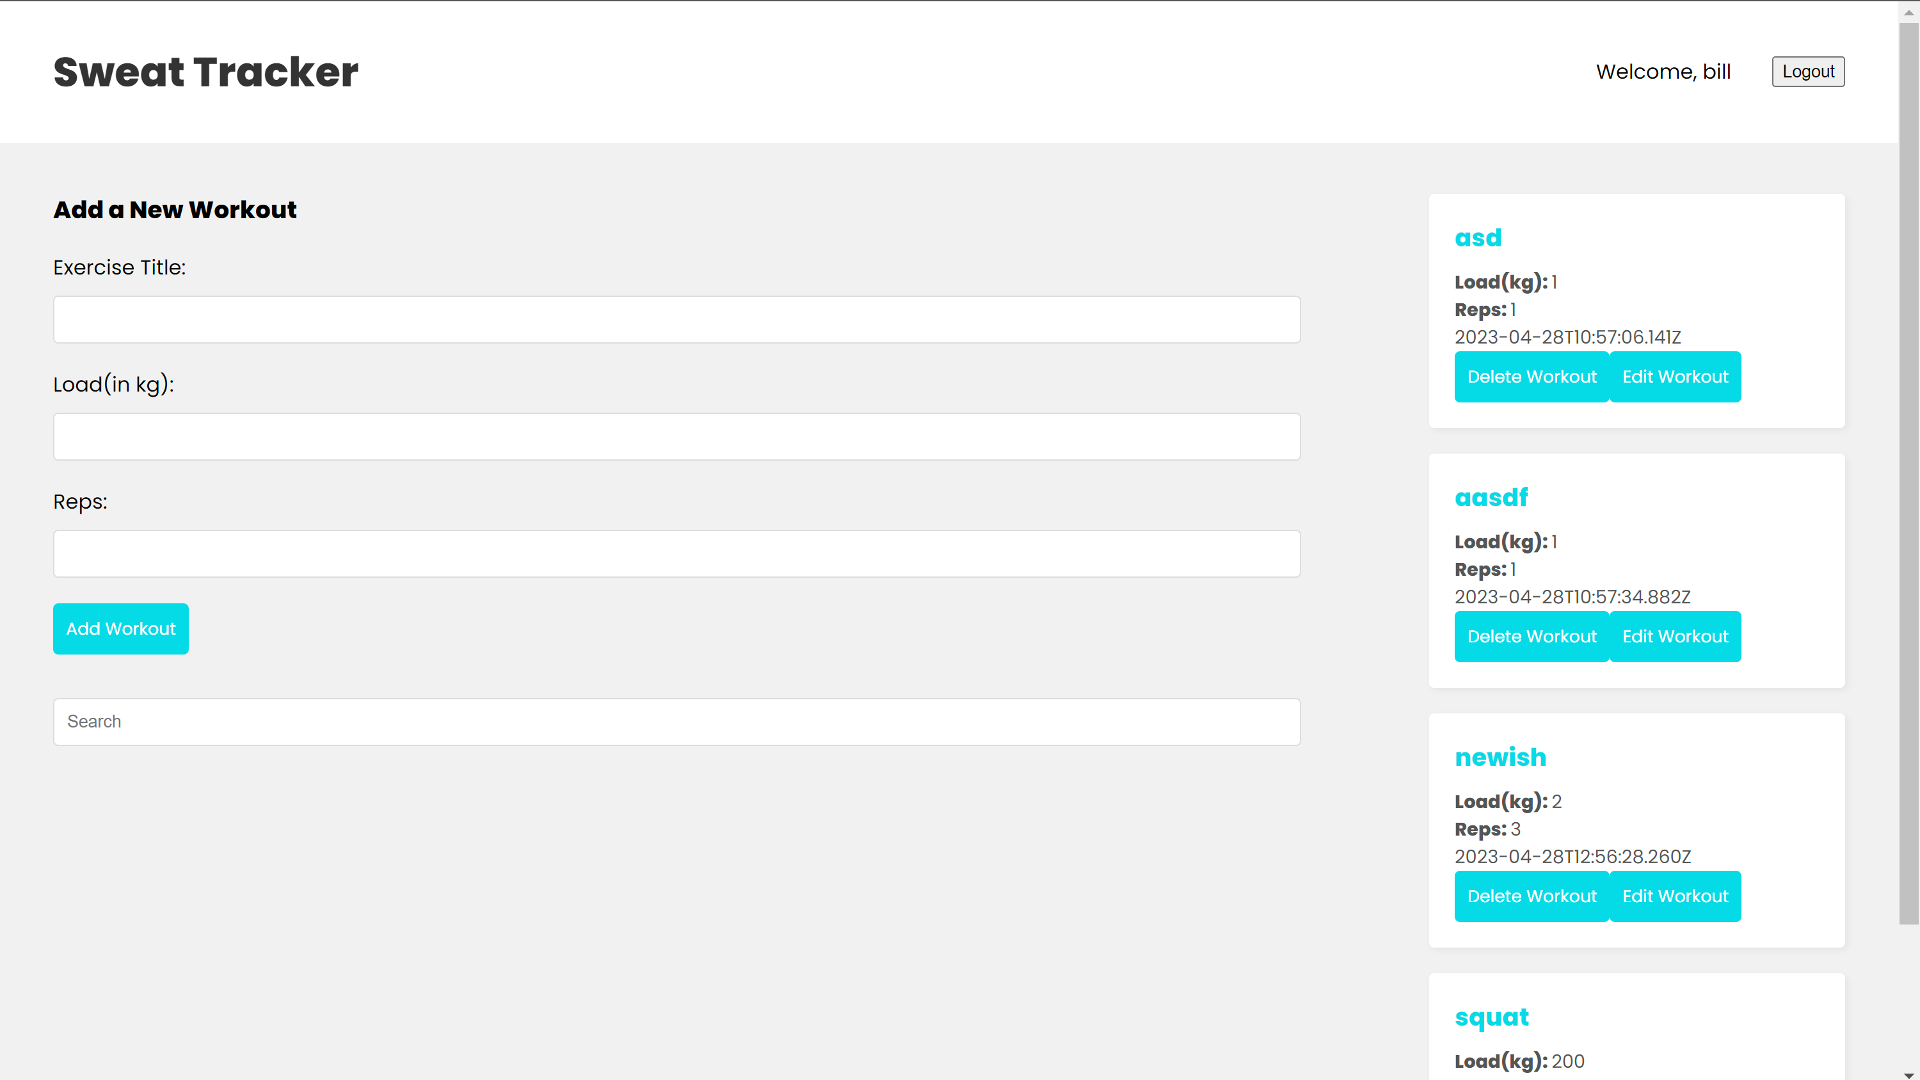 Sweat Tracker
Welcome, bill
Logout
Add a New Workout
Exercise Title:
Load(in kg):
Reps:
Add Workout
Search
asd
Load(kg): 1
Reps: 1
2023-04-28T10:57:06.141Z
Delete Workout Edit Workout
aasdf
Load(kg): 1
Reps: 1
2023-04-28T10:57:34.882Z
Delete Workout Edit Workout
newish
Load(kg): 2
Reps: 3
2023-04-28T12:56:28.260Z
Delete Workout Edit Workout
squat
Load(kg): 200